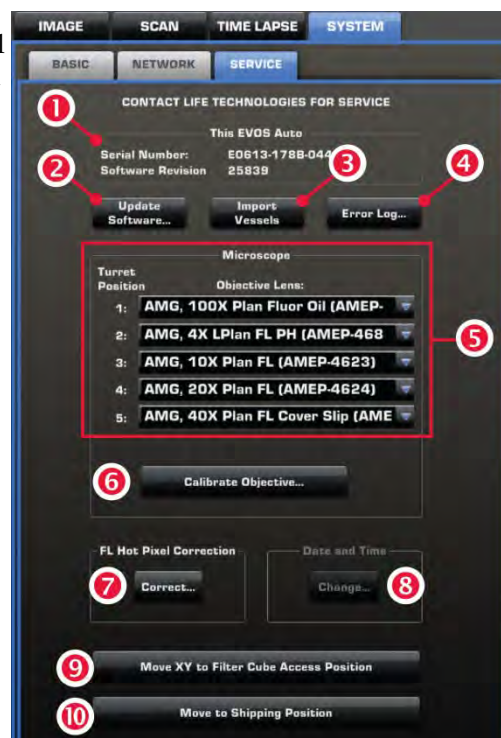 l
IMAGE SCAN TIME LAPSE SYSTEM
BASIC NETWORK SERVICE
CONTACT LIFE TECHNOLOGIES FOR SERVICE
1
This EVOS Auto
Serial Number: E0613-178B-044
Software Revision 25839
2 3 4
Update Software... Import Vessels Error Log...
Microscope
Turret Position Objective Lens:
1: AMG, 100X Plan Fluor Oil (AMEP-
2: AMG, 4X LPlan FL PH (AMEP-468
5
3: AMG, 10X Plan FL (AMEP-4623)
4: AMG, 20X Plan FL (AMEP-4624)
5: AMG, 40X Plan FL Cover Slip (AME
6 Calibrate Objective...
FL Hot Pixel Correction Date and Time
7 Correct... Change... 8
9 Move XY to Filter Cube Access Position
10 Move to Shipping Position